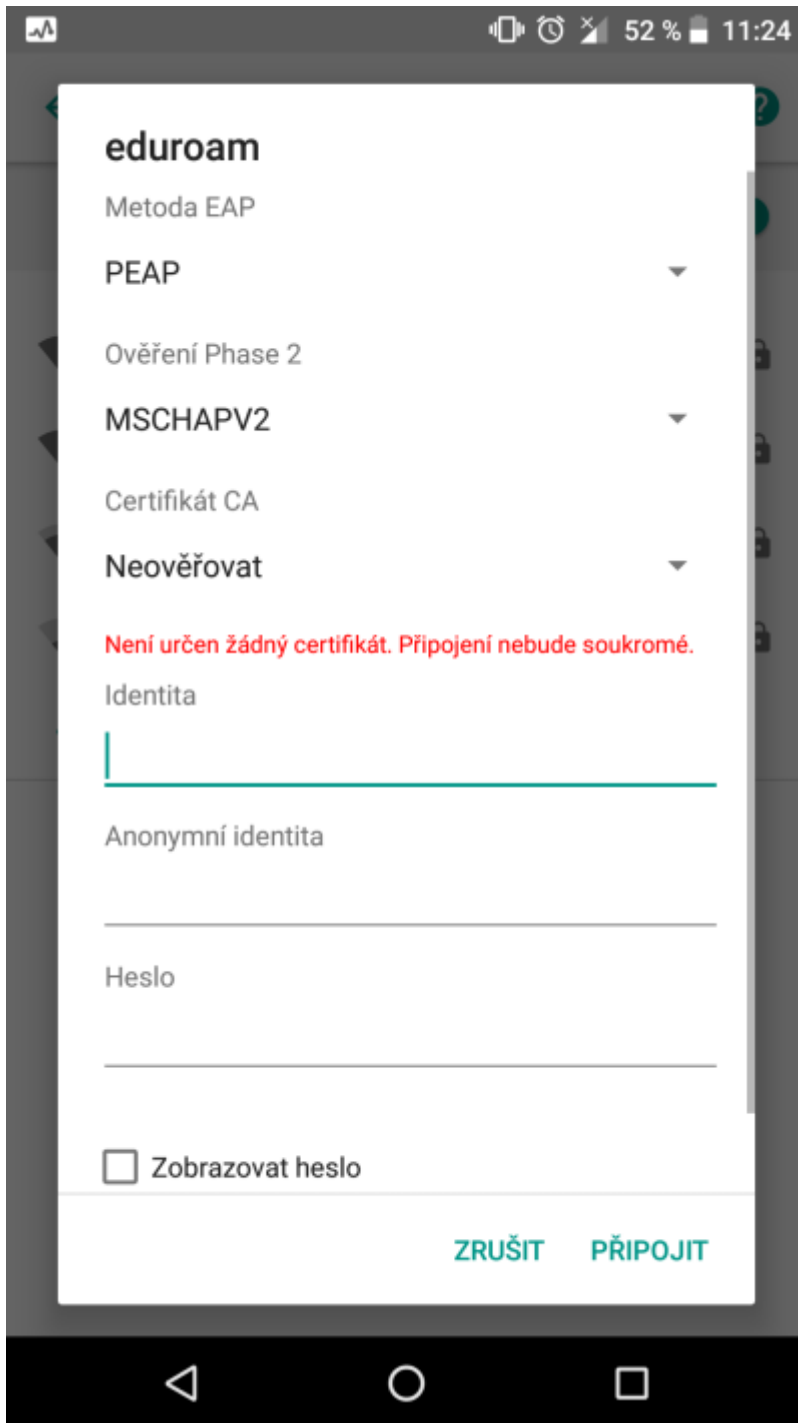 52 % 11:24
?
eduroam
Metoda EAP
PEAP
Ověření Phase 2
MSCHAPV2
Certifikát CA
Neověřovat
Není určen žádný certifikát. Připojení nebude soukromé.
Identita
Anonymní identita
Heslo
Zobrazovat heslo
ZRUŠIT PŘIPOJIT